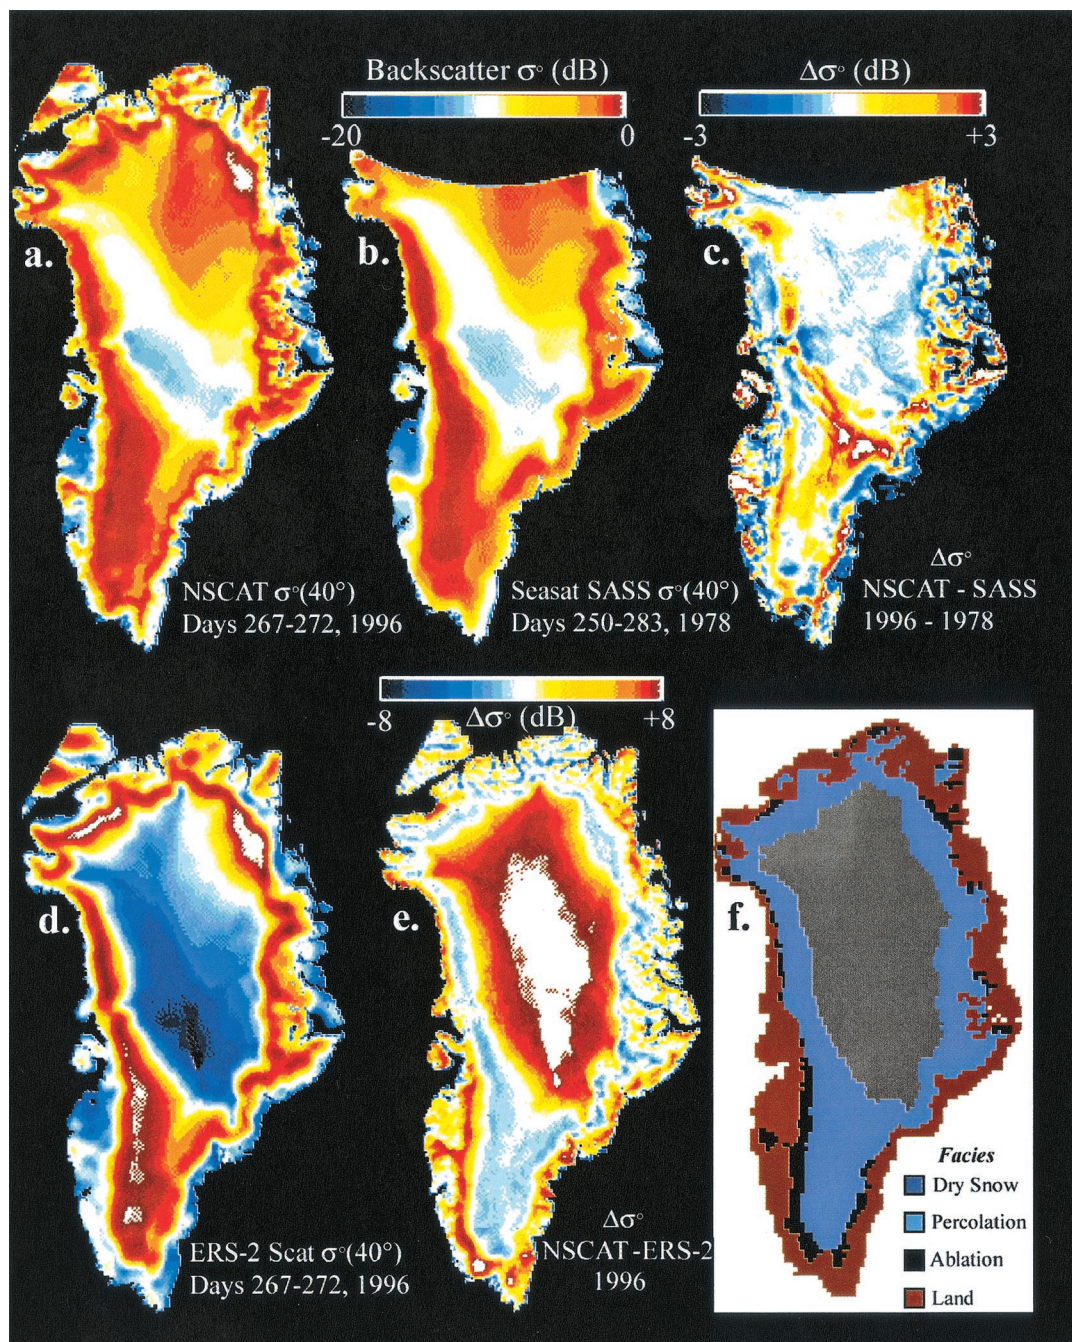 Backscatter σ° (dB)
-20 0
Δσ° (dB)
-3 +3
a.
b.
c.
NSCAT σ°(40°)
Days 267-272, 1996
Seasat SASS σ°(40°)
Days 250-283, 1978
Δσ°
NSCAT - SASS
1996 - 1978
-8 Δσ° (dB) +8
d.
e.
f.
ERS-2 Scat σ°(40°)
Days 267-272, 1996
Δσ°
NSCAT -ERS-2
1996
Facies
Dry Snow
Percolation
Ablation
Land